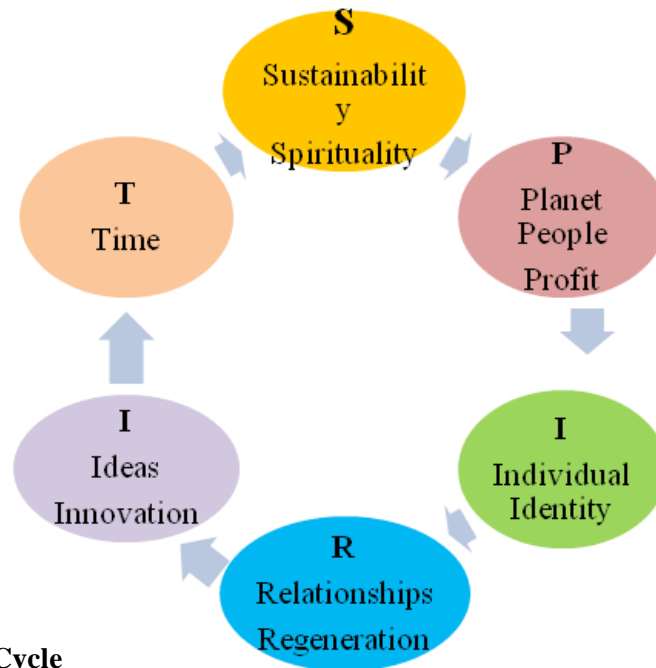 S
Sustainabilit
y
Spirituality
P
Planet
People
Profit
I
Individual
Identity
R
Relationships
Regeneration
I
Ideas
Innovation
T
Time
Cycle